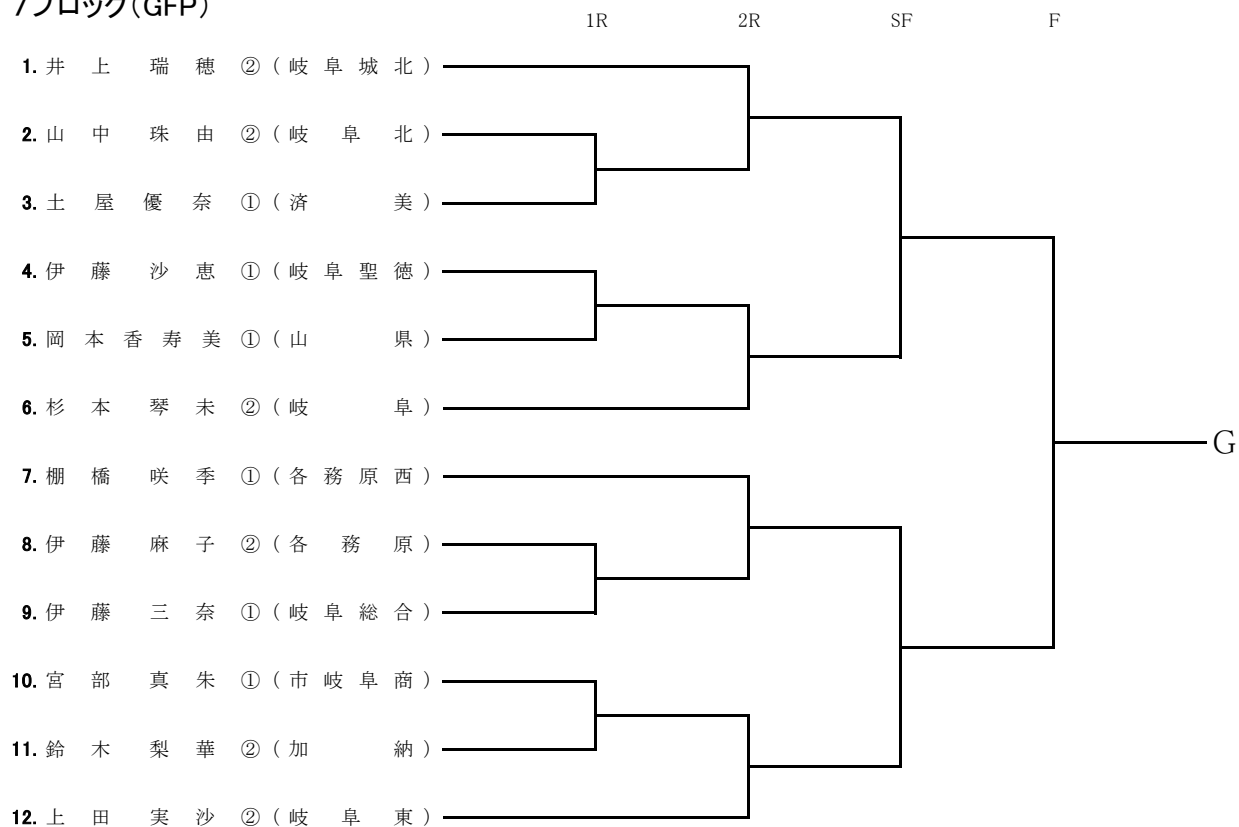 7ブロック（GFP）
1R 2R SF F
1. 井上 瑞穂 ②（岐阜城北）
2. 山中 珠由 ②（岐阜北）
3. 土屋 優奈 ①（済美）
4. 伊藤 沙恵 ①（岐阜聖徳）
5. 岡本 香寿美 ①（山県）
6. 杉本 琴未 ②（岐阜）
G
7. 棚橋 咲季 ①（各務原西）
8. 伊藤 麻子 ②（各務原）
9. 伊藤 三奈 ①（岐阜総合）
10. 宮部 真朱 ①（市岐阜商）
11. 鈴木 梨華 ②（加納）
12. 上田 実沙 ②（岐阜東）